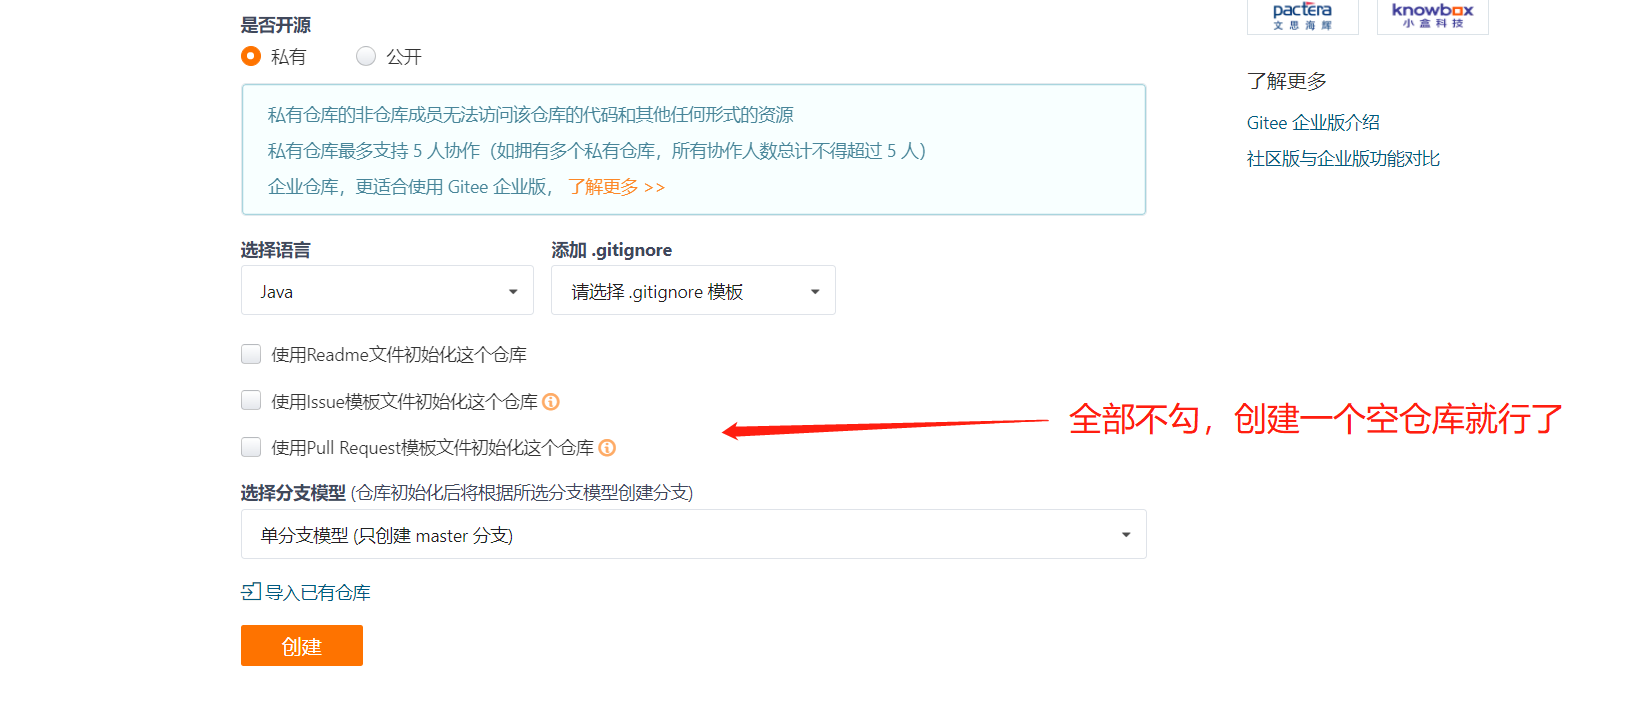 是否开源
私有
公开
私有仓库的非仓库成员无法访问该仓库的代码和其他任何形式的资源
私有仓库最多支持 5 人协作（如拥有多个私有仓库，所有协作人数总计不得超过 5 人）
企业仓库，更适合使用 Gitee 企业版， 了解更多 >>
选择语言
添加 .gitignore
Java
请选择 .gitignore 模板
使用Readme文件初始化这个仓库
使用Issue模板文件初始化这个仓库
使用Pull Request模板文件初始化这个仓库
全部不勾，创建一个空仓库就行了
选择分支模型 (仓库初始化后将根据所选分支模型创建分支)
单分支模型 (只创建 master 分支)
导入已有仓库
创建
pactera
文思海辉
knowbox
小盒科技
了解更多
Gitee 企业版介绍
社区版与企业版功能对比